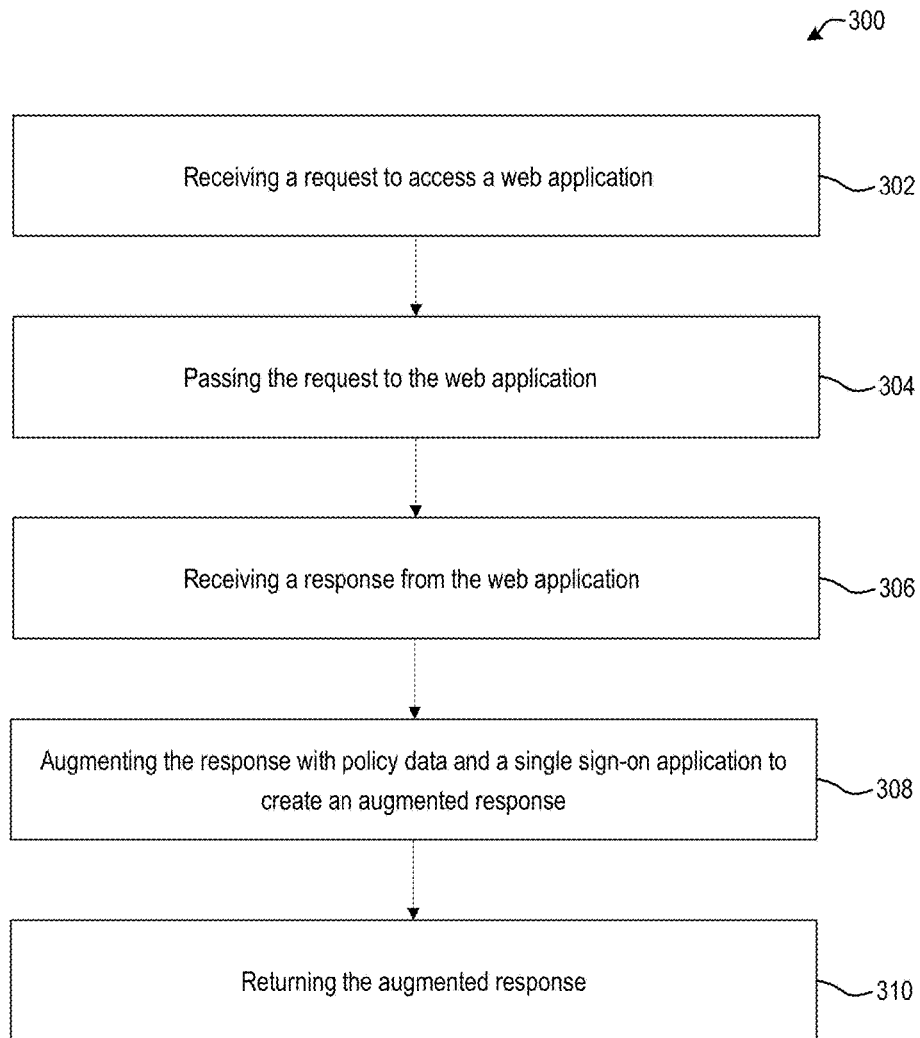 300
Receiving a request to access a web application
302
Passing the request to the web application
304
Receiving a response from the web application
306
Augmenting the response with policy data and a single sign-on application to
create an augmented response
308
Returning the augmented response
310